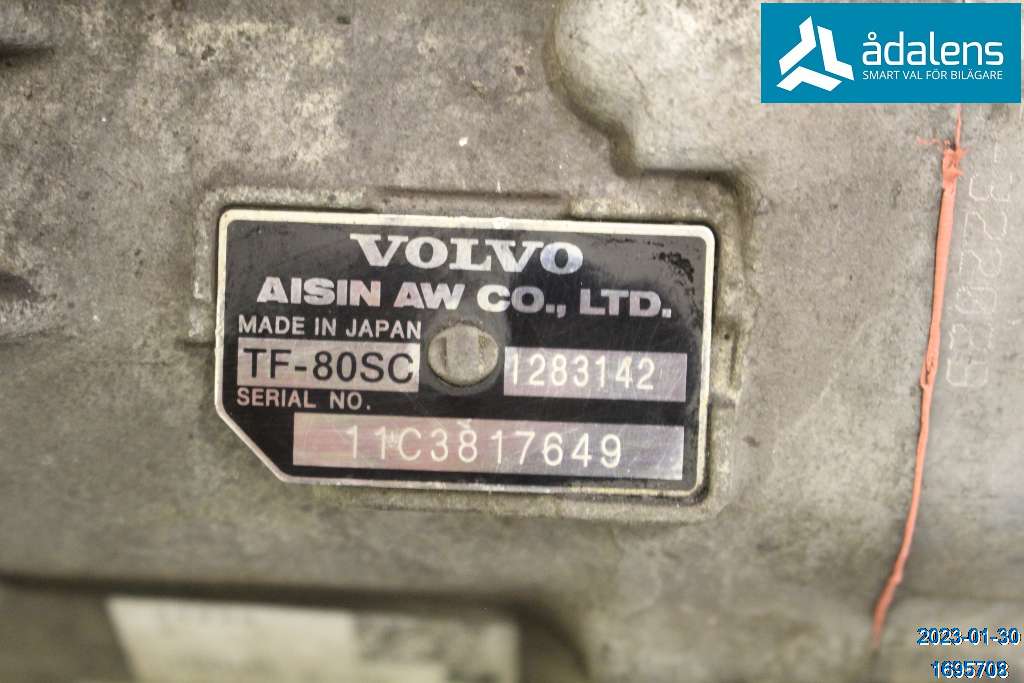 ådalens
SMART VAL FÖR BILÄGARE
VOLVO
AISIN AW CO., LTD.
MADE IN JAPAN
TF-80SC 1283142
SERIAL NO.
11C3817649
2023-01-30
1695708